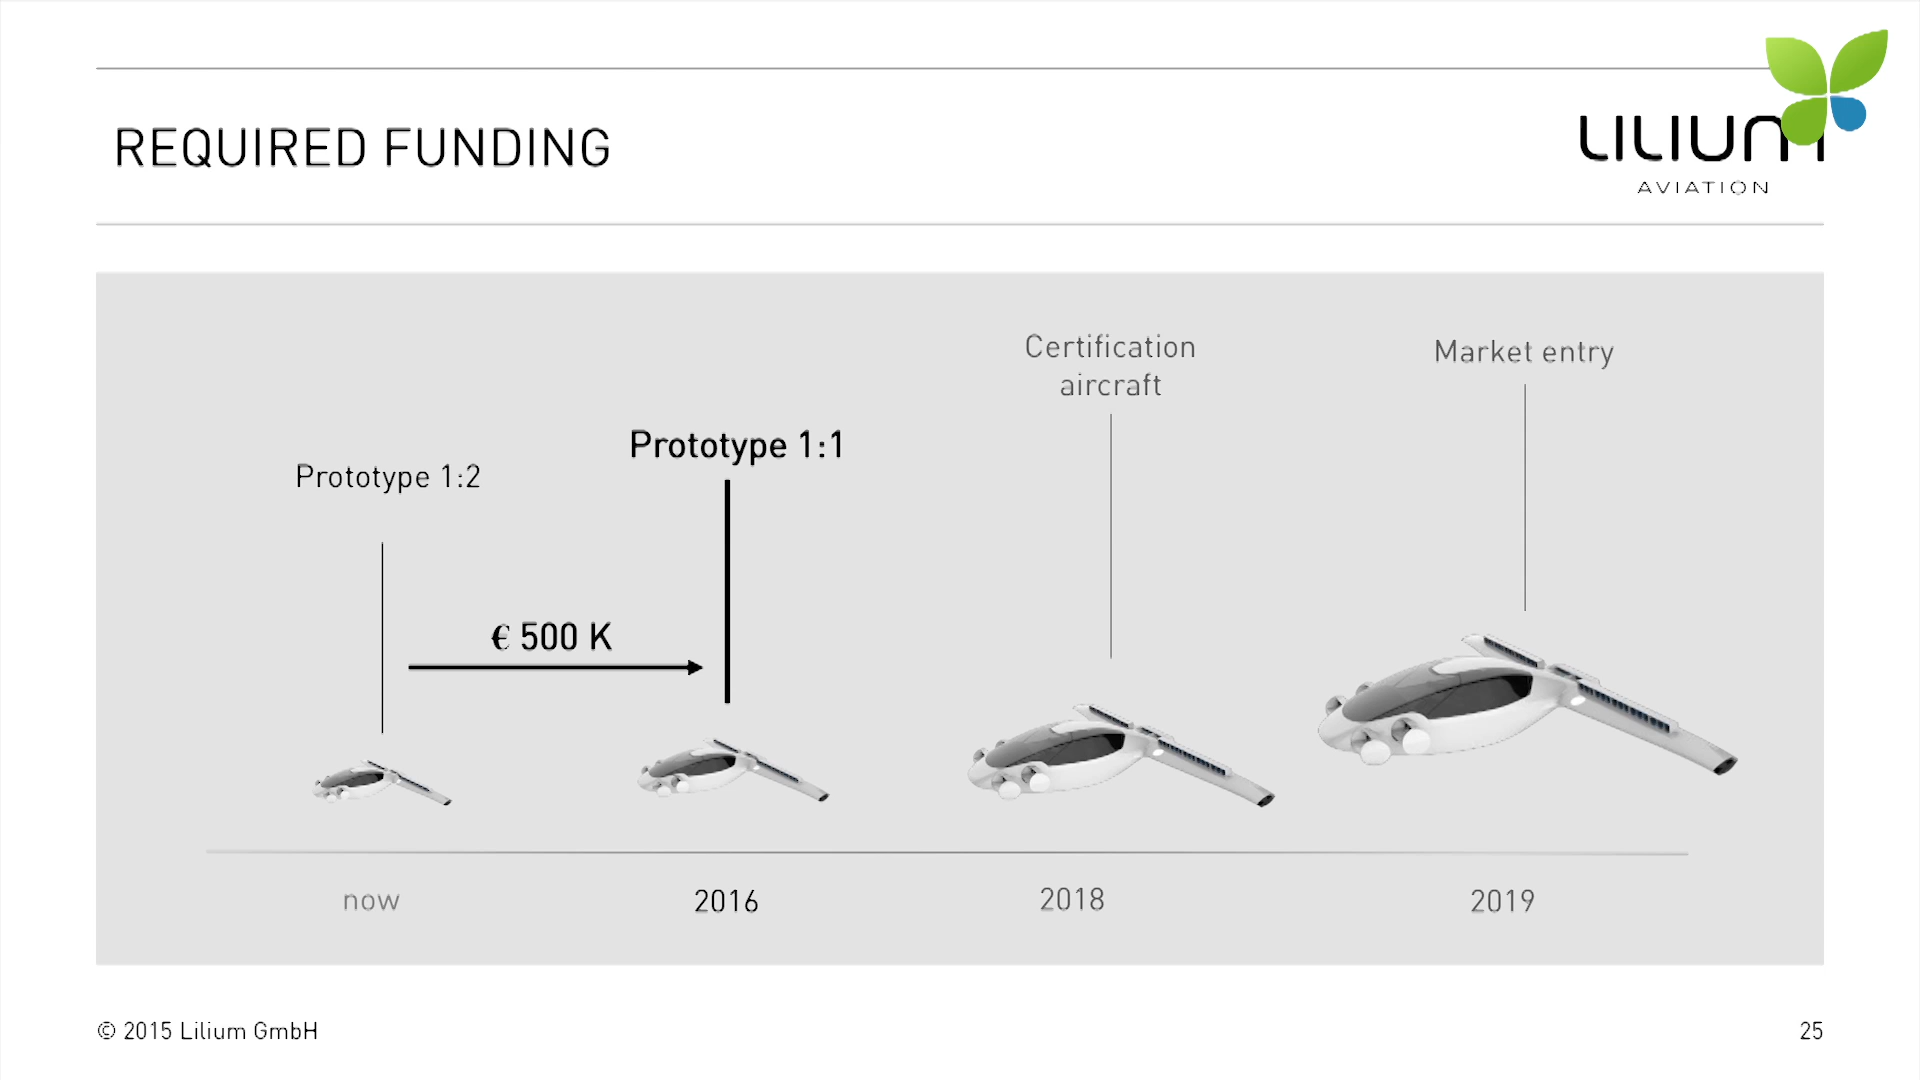 REQUIRED FUNDING
LILIUM
AVIATION
Certification
aircraft
Market entry
Prototype 1:1
Prototype 1:2
€ 500 K
now
2016
2018
2019
© 2015 Lilium GmbH
25